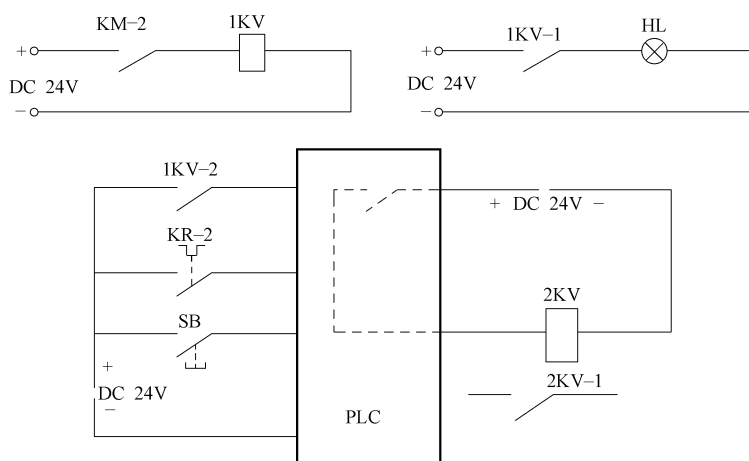 KM–2
1KV
+
DC 24V
–
1KV–1
HL
+
DC 24V
–
1KV–2
KR–2
SB
+
DC 24V
–
PLC
+ DC 24V –
2KV
2KV–1